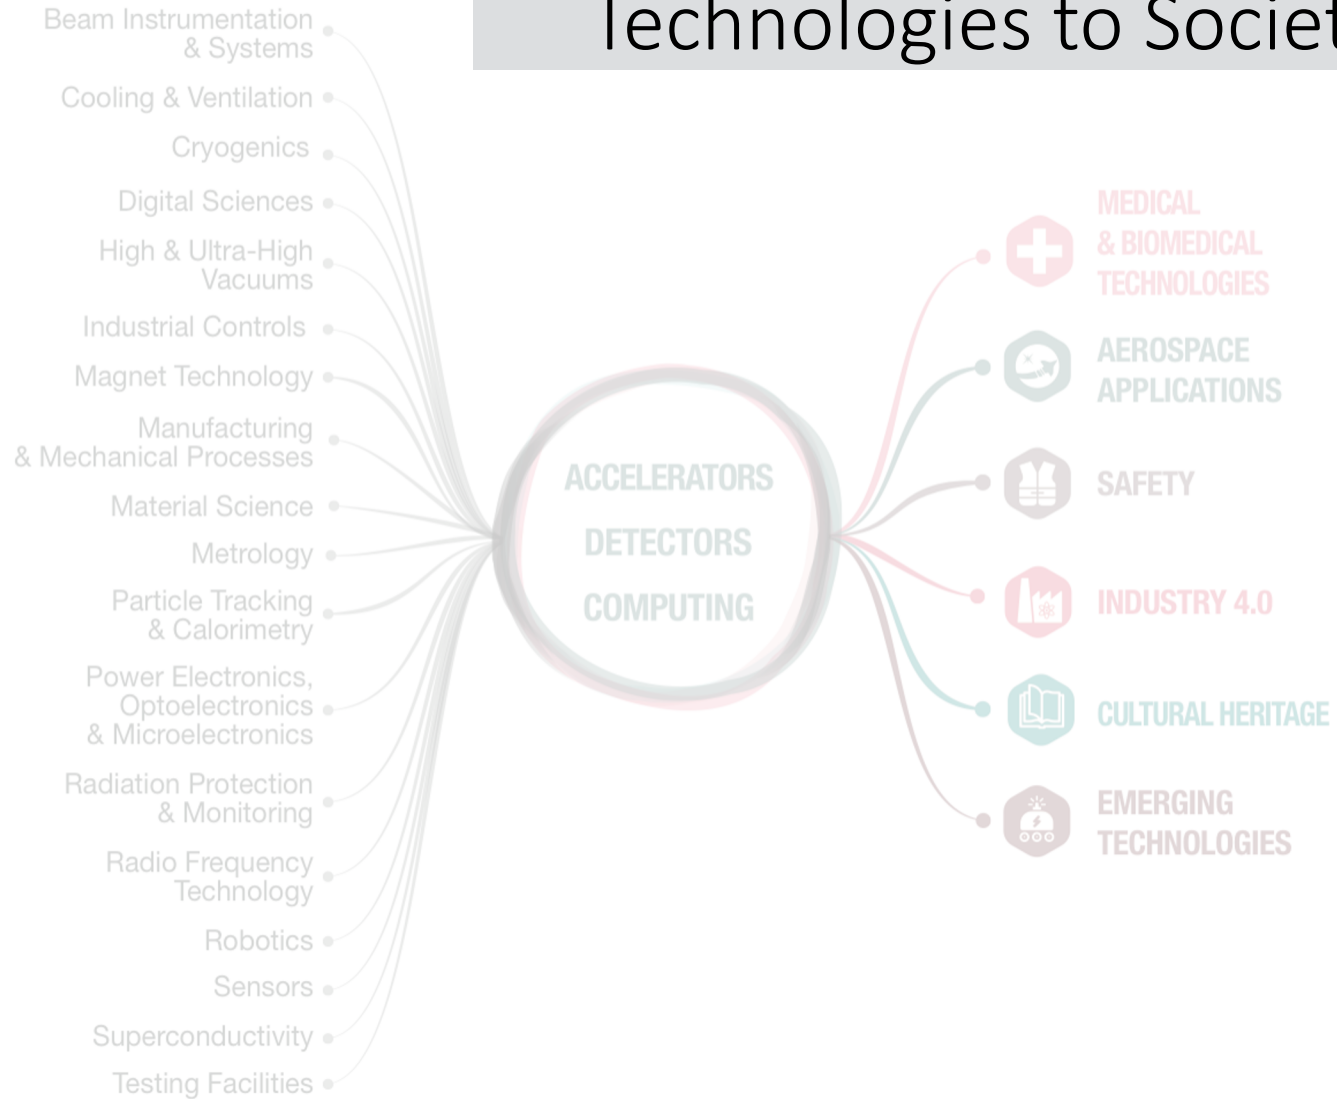 Technologies to Societ
Beam Instrumentation
& Systems
Cooling & Ventilation
Cryogenics
Digital Sciences
High & Ultra-High
Vacuums
Industrial Controls
Magnet Technology
Manufacturing
& Mechanical Processes
Material Science
Metrology
Particle Tracking
& Calorimetry
Power Electronics,
Optoelectronics
& Microelectronics
Radiation Protection
& Monitoring
Radio Frequency
Technology
Robotics
Sensors
Superconductivity
Testing Facilities
ACCELERATORS
DETECTORS
COMPUTING
MEDICAL
& BIOMEDICAL
TECHNOLOGIES
AEROSPACE
APPLICATIONS
SAFETY
INDUSTRY 4.0
CULTURAL HERITAGE
EMERGING
TECHNOLOGIES